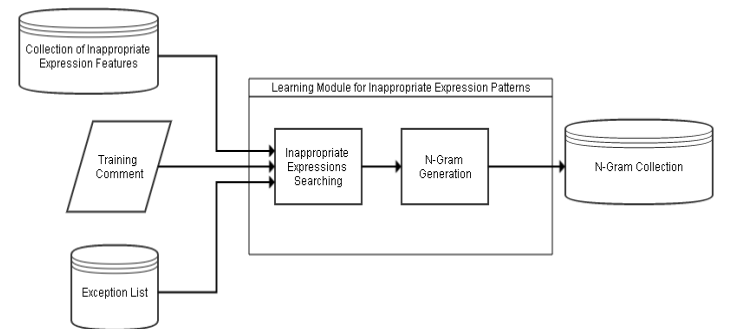 Collection of Inappropriate
Expression Features
Learning Module for Inappropriate Expression Patterns
Training
Comment
Inappropriate
Expressions
Searching
N-Gram
Generation
N-Gram Collection
Exception List